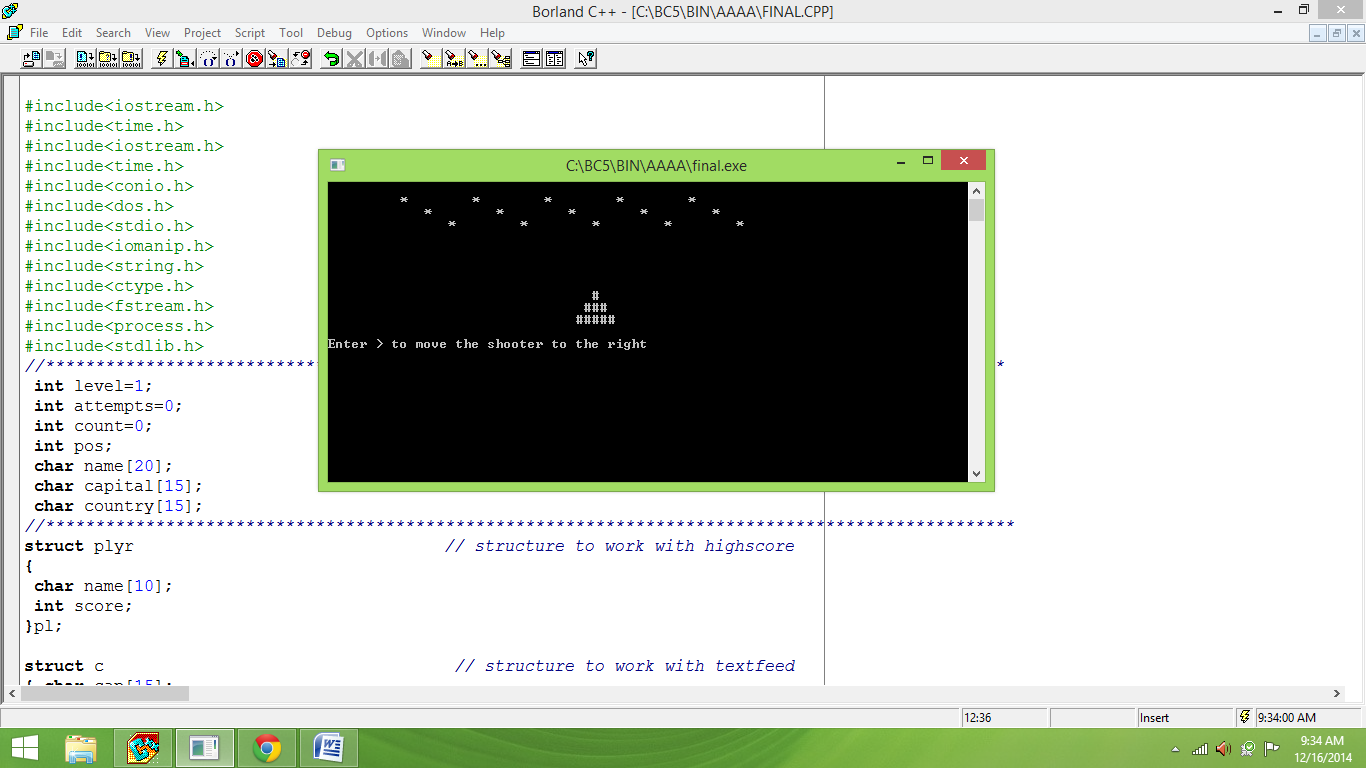 Borland C++ - [C:\BC5\BIN\AAAA\FINAL.CPP]
File Edit Search View Project Script Tool Debug Options Window Help
#include<iostream.h>
#include<time.h>
#include<iostream.h>
#include<time.h>
#include<conio.h>
#include<dos.h>
#include<stdio.h>
#include<iomanip.h>
#include<string.h>
#include<ctype.h>
#include<fstream.h>
#include<process.h>
#include<stdlib.h>
//****************************** *
int level=1;
int attempts=0;
int count=0;
int pos;
char name[20];
char capital[15];
char country[15];
//*************************************************************************************************
struct plyr // structure to work with highscore
{
char name[10];
int score;
}pl;
struct c // structure to work with textfeed
{ char cap[15];
C:\BC5\BIN\AAAA\final.exe
* * * * *
* * * * *
* * * * *
#
###
#####
Enter > to move the shooter to the right
12:36 Insert 9:34:00 AM
9:34 AM
12/16/2014